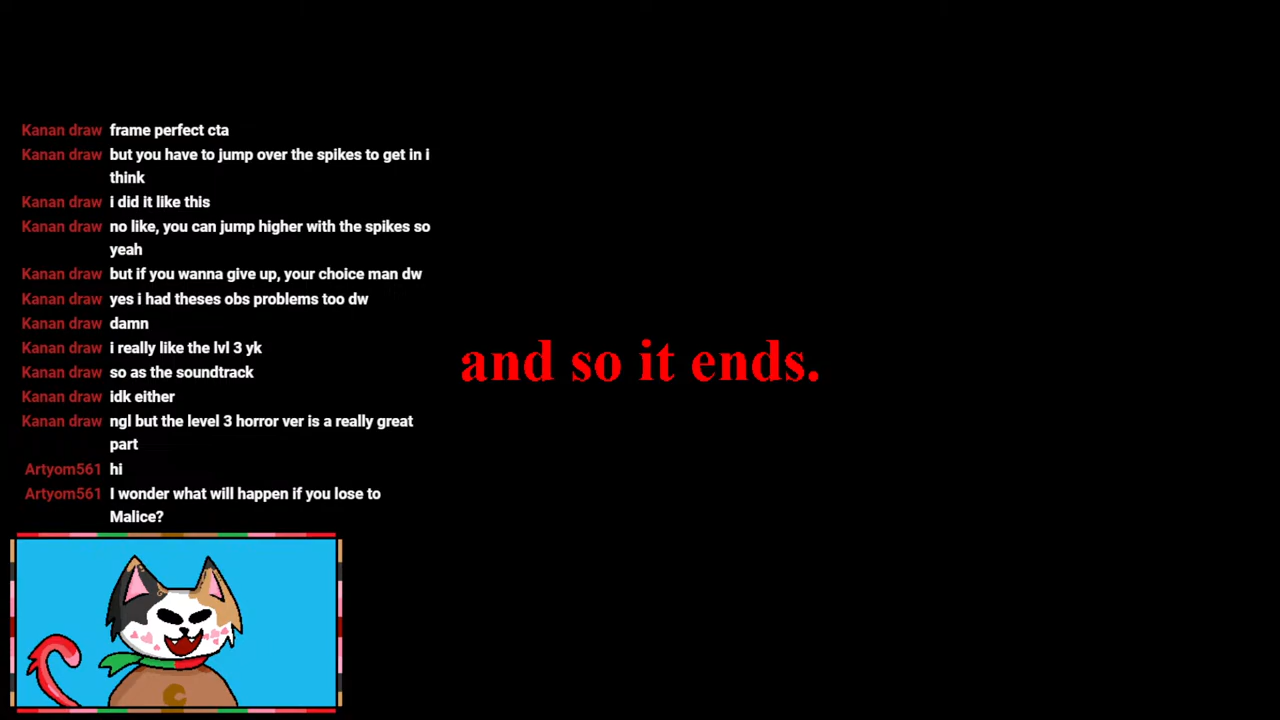 Kanan draw frame perfect cta
Kanan draw but you have to jump over the spikes to get in i
think
Kanan draw i did it like this
Kanan draw no like, you can jump higher with the spikes so
yeah
Kanan draw but if you wanna give up, your choice man dw
Kanan draw yes i had theses obs problems too dw
Kanan draw damn
Kanan draw i really like the lvl 3 yk
Kanan draw so as the soundtrack
Kanan draw idk either
Kanan draw ngl but the level 3 horror ver is a really great
part
Artyom561 hi
Artyom561 I wonder what will happen if you lose to
Malice?
and so it ends.
C